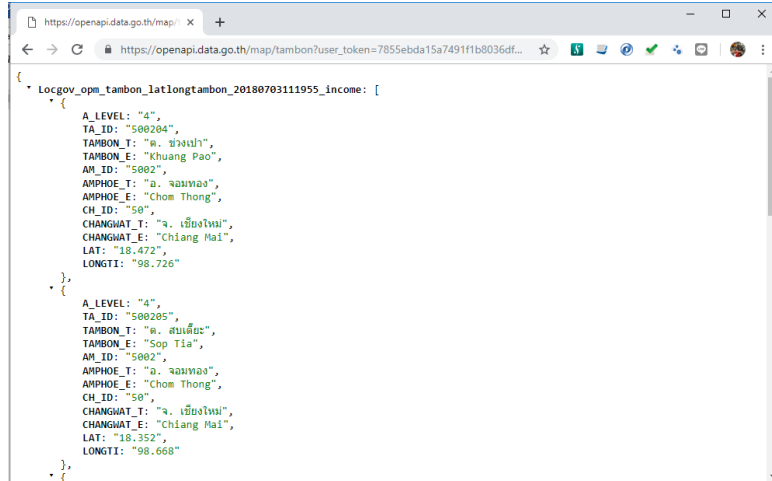 https://openapi.data.go.th/map/t
https://openapi.data.go.th/map/tambon?user_token=7855ebda15a7491f1b8036df...
{
Locgov_opm_tambon_latlongtambon_20180703111955_income: [
{
A_LEVEL: "4",
TA_ID: "500204",
TAMBON_T: "ต. ข่วงเปา",
TAMBON_E: "Khuang Pao",
AM_ID: "5002",
AMPHOE_T: "อ. จอมทอง",
AMPHOE_E: "Chom Thong",
CH_ID: "50",
CHANGWAT_T: "จ. เชียงใหม่",
CHANGWAT_E: "Chiang Mai",
LAT: "18.472",
LONGTI: "98.726"
},
{
A_LEVEL: "4",
TA_ID: "500205",
TAMBON_T: "ต. สบเตี๊ยะ",
TAMBON_E: "Sop Tia",
AM_ID: "5002",
AMPHOE_T: "อ. จอมทอง",
AMPHOE_E: "Chom Thong",
CH_ID: "50",
CHANGWAT_T: "จ. เชียงใหม่",
CHANGWAT_E: "Chiang Mai",
LAT: "18.352",
LONGTI: "98.668"
},
{